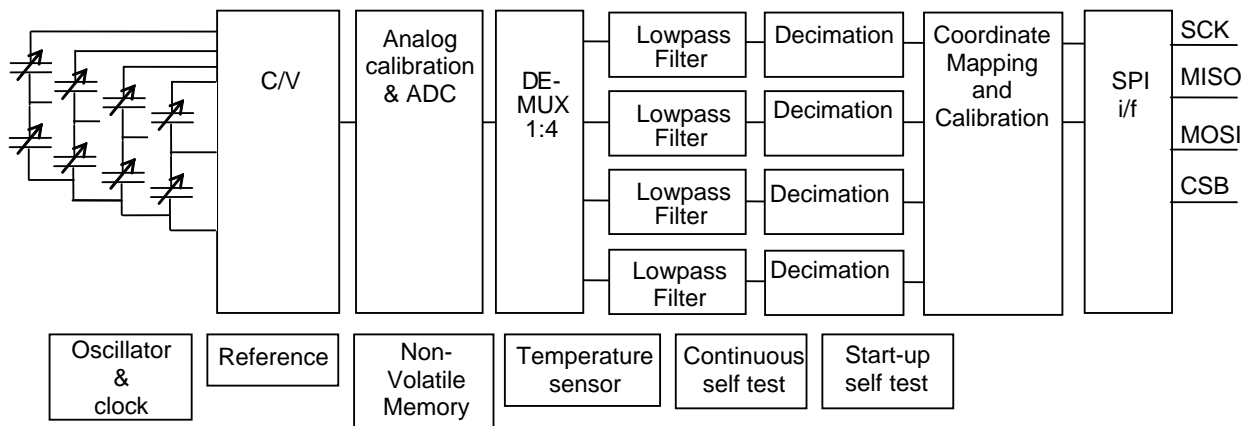 C/V
Analog
calibration
& ADC
DE-
MUX
1:4
Lowpass
Filter
Decimation
Lowpass
Filter
Decimation
Lowpass
Filter
Decimation
Lowpass
Filter
Decimation
Coordinate
Mapping
and
Calibration
SPI
i/f
SCK
MISO
MOSI
CSB
Oscillator
&
clock
Reference
Non-
Volatile
Memory
Temperature
sensor
Continuous
self test
Start-up
self test